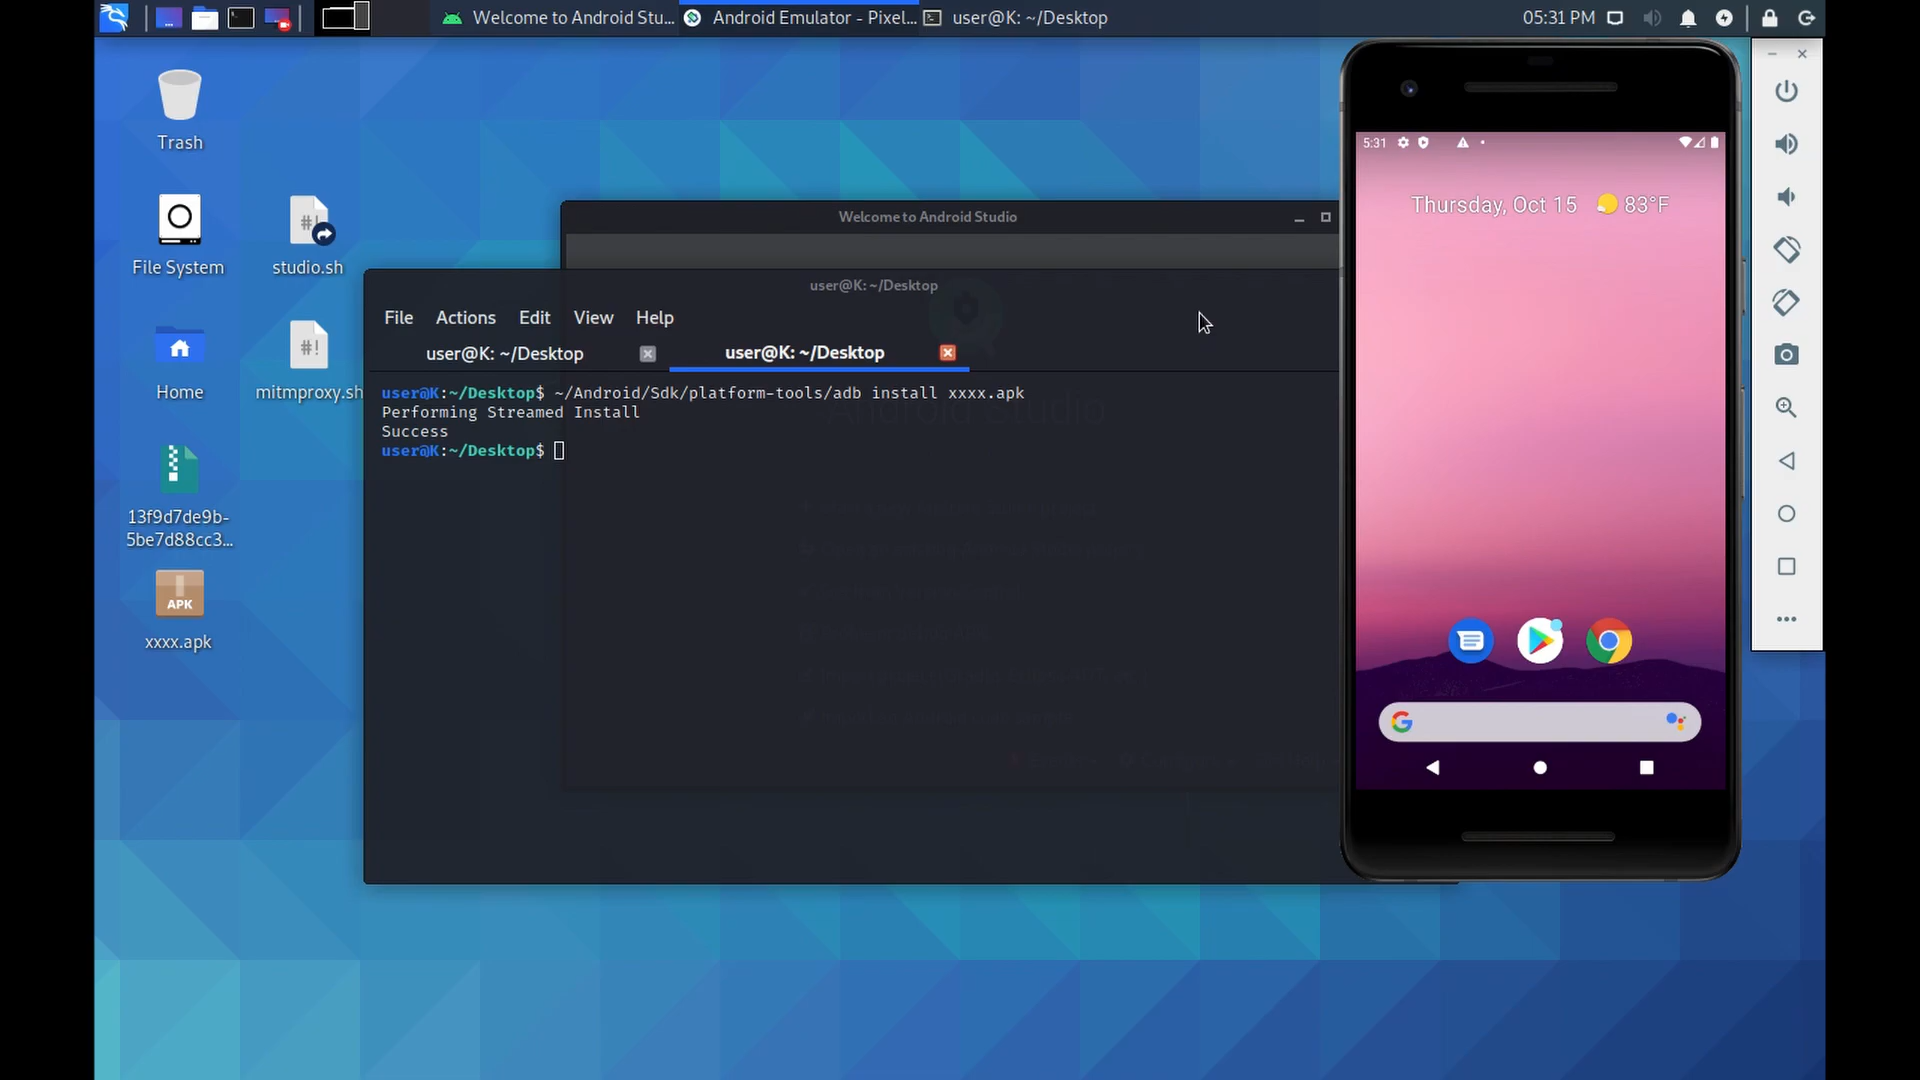 Welcome to Android Stu...
Android Emulator - Pixel...
user@K: ~/Desktop
05:31 PM
Trash
File System
studio.sh
Home
mitmproxy.sh
13f9d7de9b-
5be7d88cc3...
APK
xxxx.apk
Welcome to Android Studio
user@K: ~/Desktop
File Actions Edit View Help
user@K: ~/Desktop
user@K: ~/Desktop
user@K:~/Desktop$ ~/Android/Sdk/platform-tools/adb install xxxx.apk
Performing Streamed Install
Success
user@K:~/Desktop$
Android Studio
5:31
Thursday, Oct 15 83°F